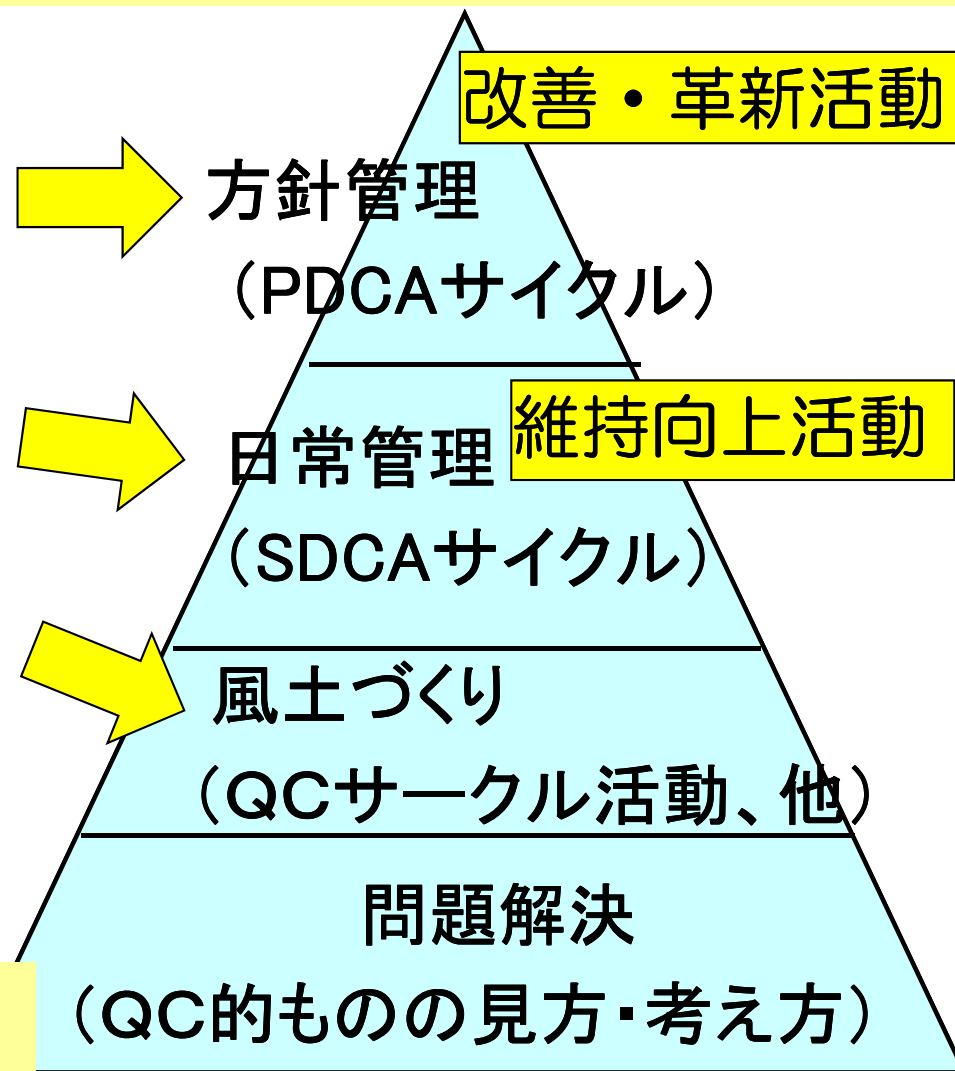 改善・革新活動
方針管理
（PDCAサイクル）
維持向上活動
日常管理
（SDCAサイクル）
風土づくり
（QCサークル活動、他）
問題解決
（QC的ものの見方・考え方）